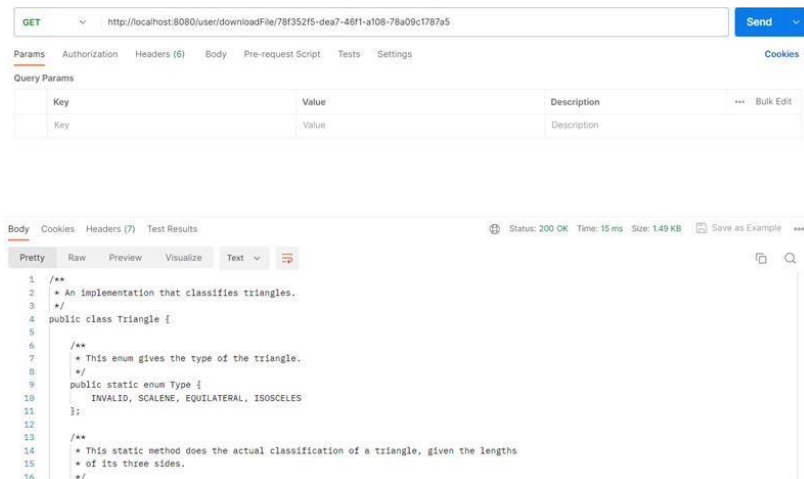 GET http://localhost:8080/user/downloadFile/78f352f5-dea7-46f1-a108-78a09c1787a5 Send
Params Authorization Headers (6) Body Pre-request Script Tests Settings Cookies
Query Params
Key Value Description ••• Bulk Edit
Key Value Description
Body Cookies Headers (7) Test Results Status: 200 OK Time: 15 ms Size: 1.49 KB Save as Example •••
Pretty Raw Preview Visualize Text
1 /**
2 * An implementation that classifies triangles.
3 */
4 public class Triangle {
5
6 /**
7 * This enum gives the type of the triangle.
8 */
9 public static enum Type {
10 INVALID, SCALENE, EQUILATERAL, ISOSCELES
11 };
12
13 /**
14 * This static method does the actual classification of a triangle, given the lengths
15 * of its three sides.
16 */